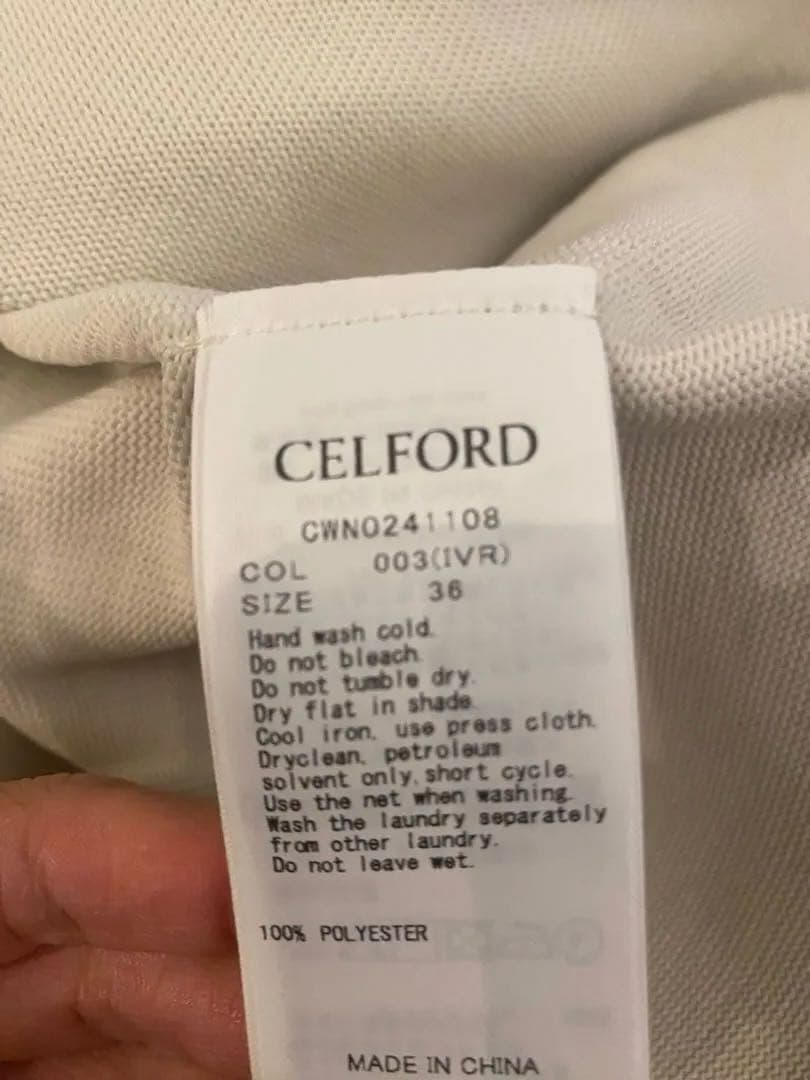 CELFORD
CWNO241108
COL 003(IVR)
SIZE 36
Hand wash cold.
Do not bleach.
Do not tumble dry.
Dry flat in shade.
Cool iron. use press cloth.
Dryclean, petroleum
solvent only, short cycle.
Use the net when washing.
Wash the laundry separately
from other laundry.
Do not leave wet.
100% POLYESTER
MADE IN CHINA